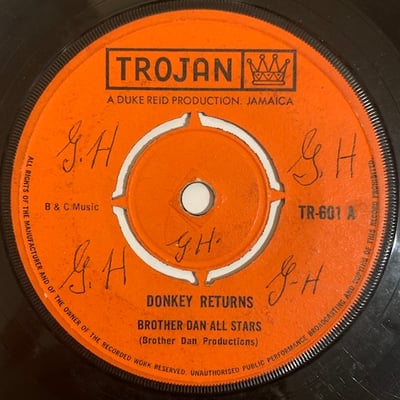 TROJAN
A DUKE REID PRODUCTION. JAMAICA
G.H
G.H
B & C Music
TR-601 A
G.H
GH.
G-H
DONKEY RETURNS
BROTHER DAN ALL STARS
(Brother Dan Productions)
ALL RIGHTS OF THE MANUFACTURER AND OF THE OWNER OF THE RECORDED WORK RESERVED. UNAUTHORISED PUBLIC PERFORMANCE BROADCASTING AND COPYING OF THIS RECORD PROHIBITED.